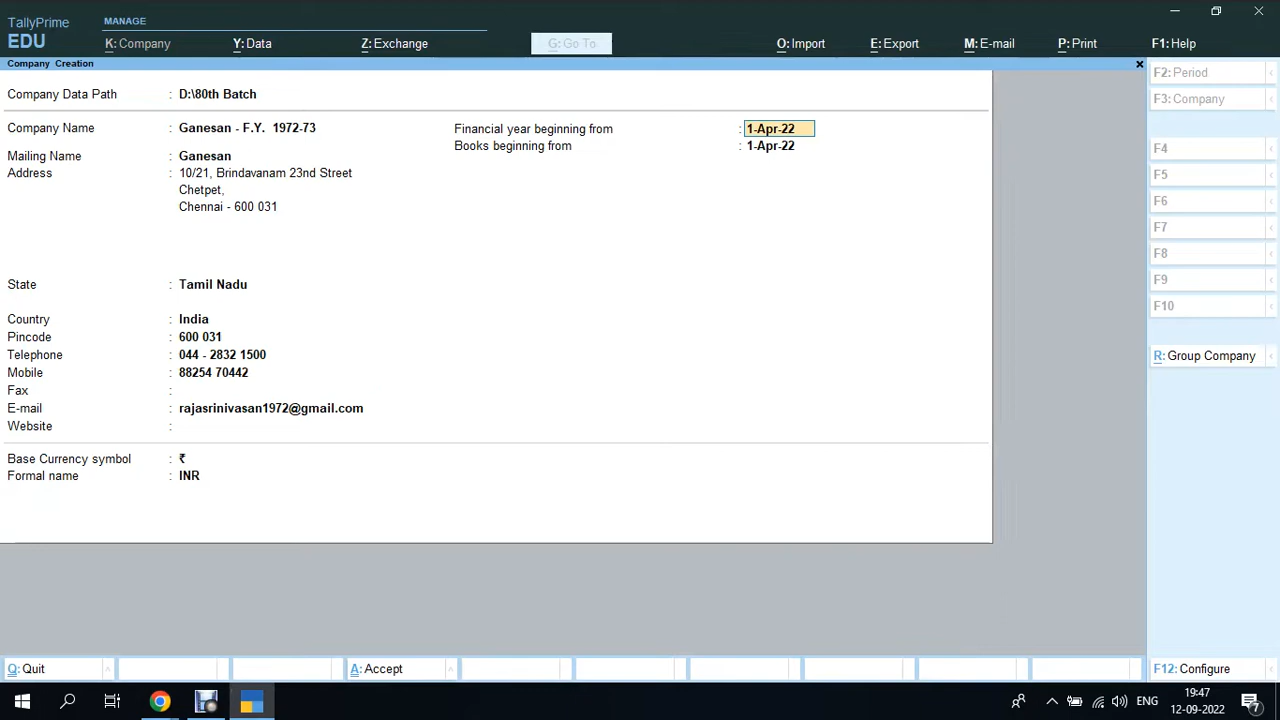 TallyPrime
EDU
MANAGE
K: Company
Y: Data
Z: Exchange
G: Go To
O: Import
E: Export
M: E-mail
P: Print
F1: Help
Company Creation
Company Data Path : D:\80th Batch
Company Name : Ganesan - F.Y. 1972-73
Financial year beginning from : 1-Apr-22
Books beginning from : 1-Apr-22
Mailing Name : Ganesan
Address : 10/21, Brindavanam 23nd Street
Chetpet,
Chennai - 600 031
State : Tamil Nadu
Country : India
Pincode : 600 031
Telephone : 044 - 2832 1500
Mobile : 88254 70442
Fax :
E-mail : rajasrinivasan1972@gmail.com
Website :
Base Currency symbol : ₹
Formal name : INR
F2: Period
F3: Company
F4
F5
F6
F7
F8
F9
F10
R: Group Company
Q: Quit
A: Accept
F12: Configure
ENG
19:47
12-09-2022
7